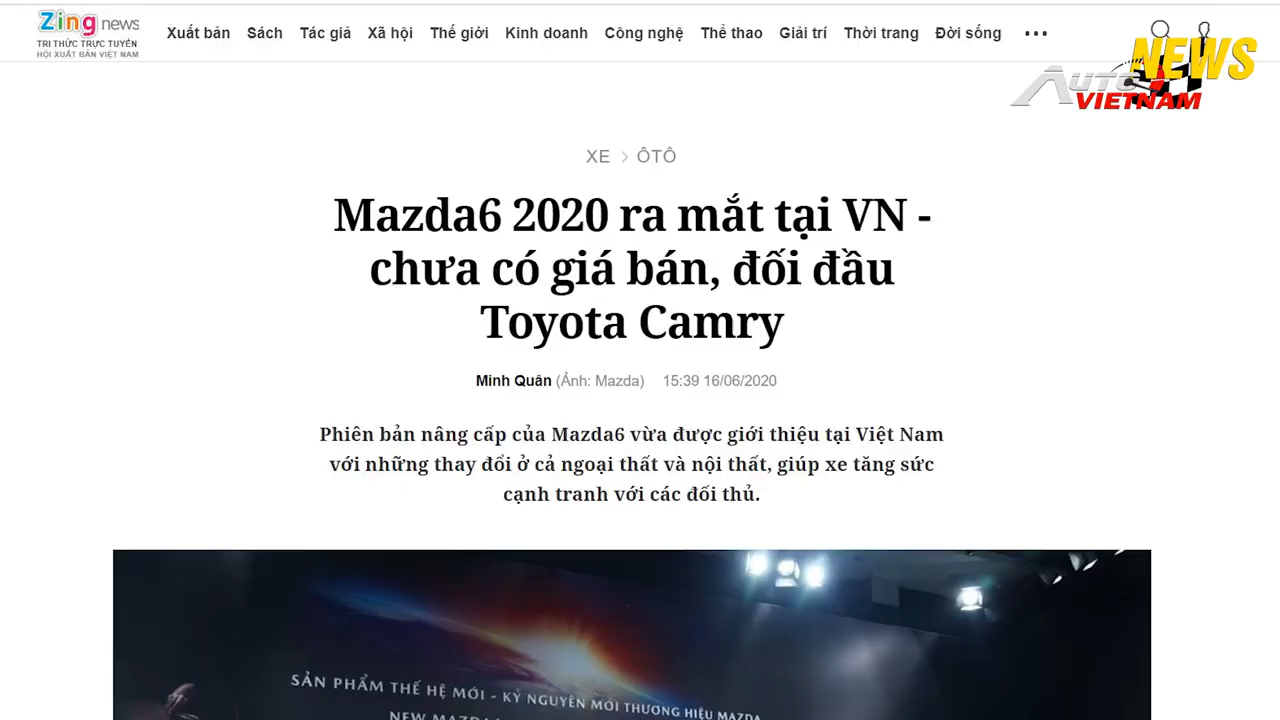 Zing news
TRI THỨC TRỰC TUYẾN
HỘI XUẤT BẢN VIỆT NAM
Xuất bản Sách Tác giả Xã hội Thế giới Kinh doanh Công nghệ Thể thao Giải trí Thời trang Đời sống
NEWS
AUTO
VIETNAM
XE > ÔTÔ
Mazda6 2020 ra mắt tại VN -
chưa có giá bán, đối đầu
Toyota Camry
Minh Quân (Ảnh: Mazda) 15:39 16/06/2020
Phiên bản nâng cấp của Mazda6 vừa được giới thiệu tại Việt Nam
với những thay đổi ở cả ngoại thất và nội thất, giúp xe tăng sức
cạnh tranh với các đối thủ.
SẢN PHẨM THẾ HỆ MỚI - KỶ NGUYÊN MỚI THƯƠNG HIỆU MAZDA
NEW MAZDA